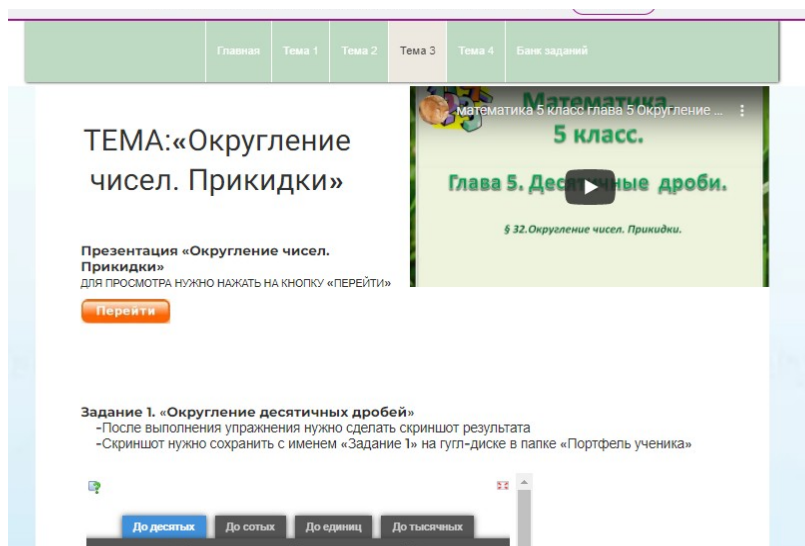 Главная Тема 1 Тема 2 Тема 3 Тема 4 Банк заданий
ТЕМА:«Округление
чисел. Прикидки»
Презентация «Округление чисел.
Прикидки»
ДЛЯ ПРОСМОТРА НУЖНО НАЖАТЬ НА КНОПКУ «ПЕРЕЙТИ»
Перейти
математика 5 класс глава 5 Округление ...
Математика
5 класс.
Глава 5. Десятичные дроби.
§ 32.Округление чисел. Прикидки.
Задание 1. «Округление десятичных дробей»
-После выполнения упражнения нужно сделать скриншот результата
-Скриншот нужно сохранить с именем «Задание 1» на гугл-диске в папке «Портфель ученика»
До десятых До сотых До единиц До тысячных